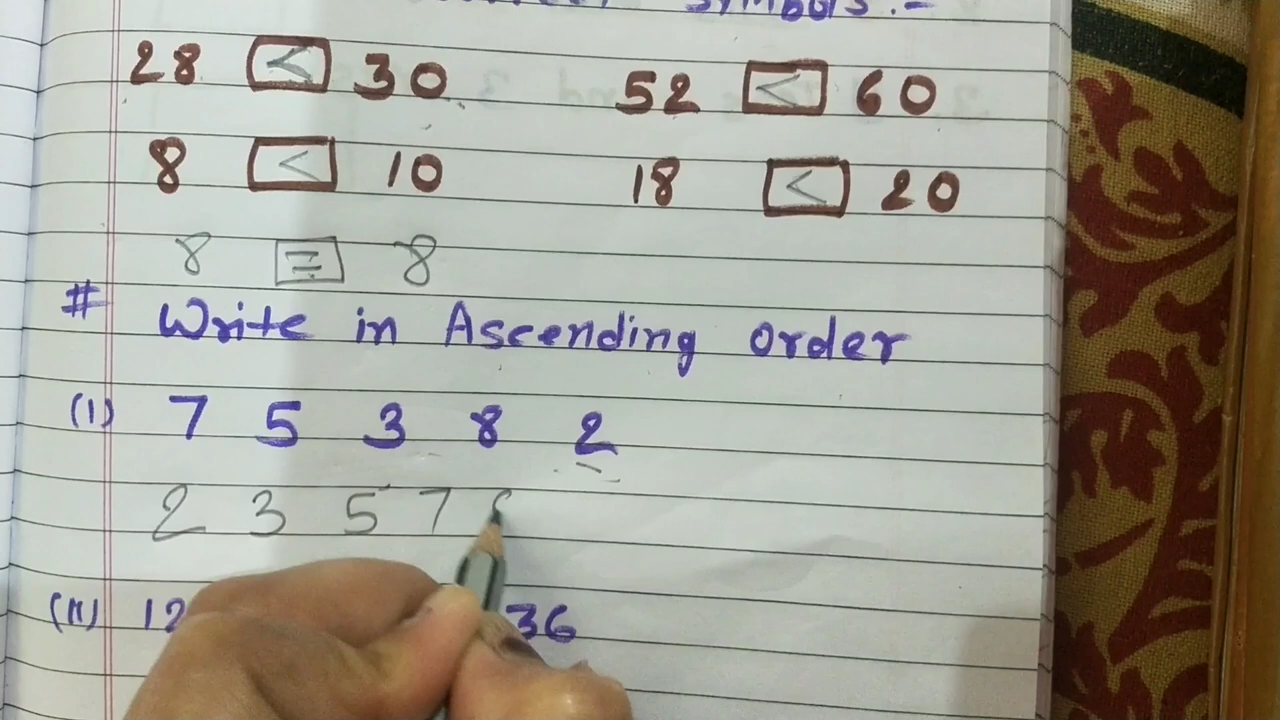 symbols :-
28 < 30 52 < 60
8 < 10 18 < 20
8 = 8
# Write in Ascending order
(I) 7 5 3 8 2
2 3 5 7
(II) 12 36